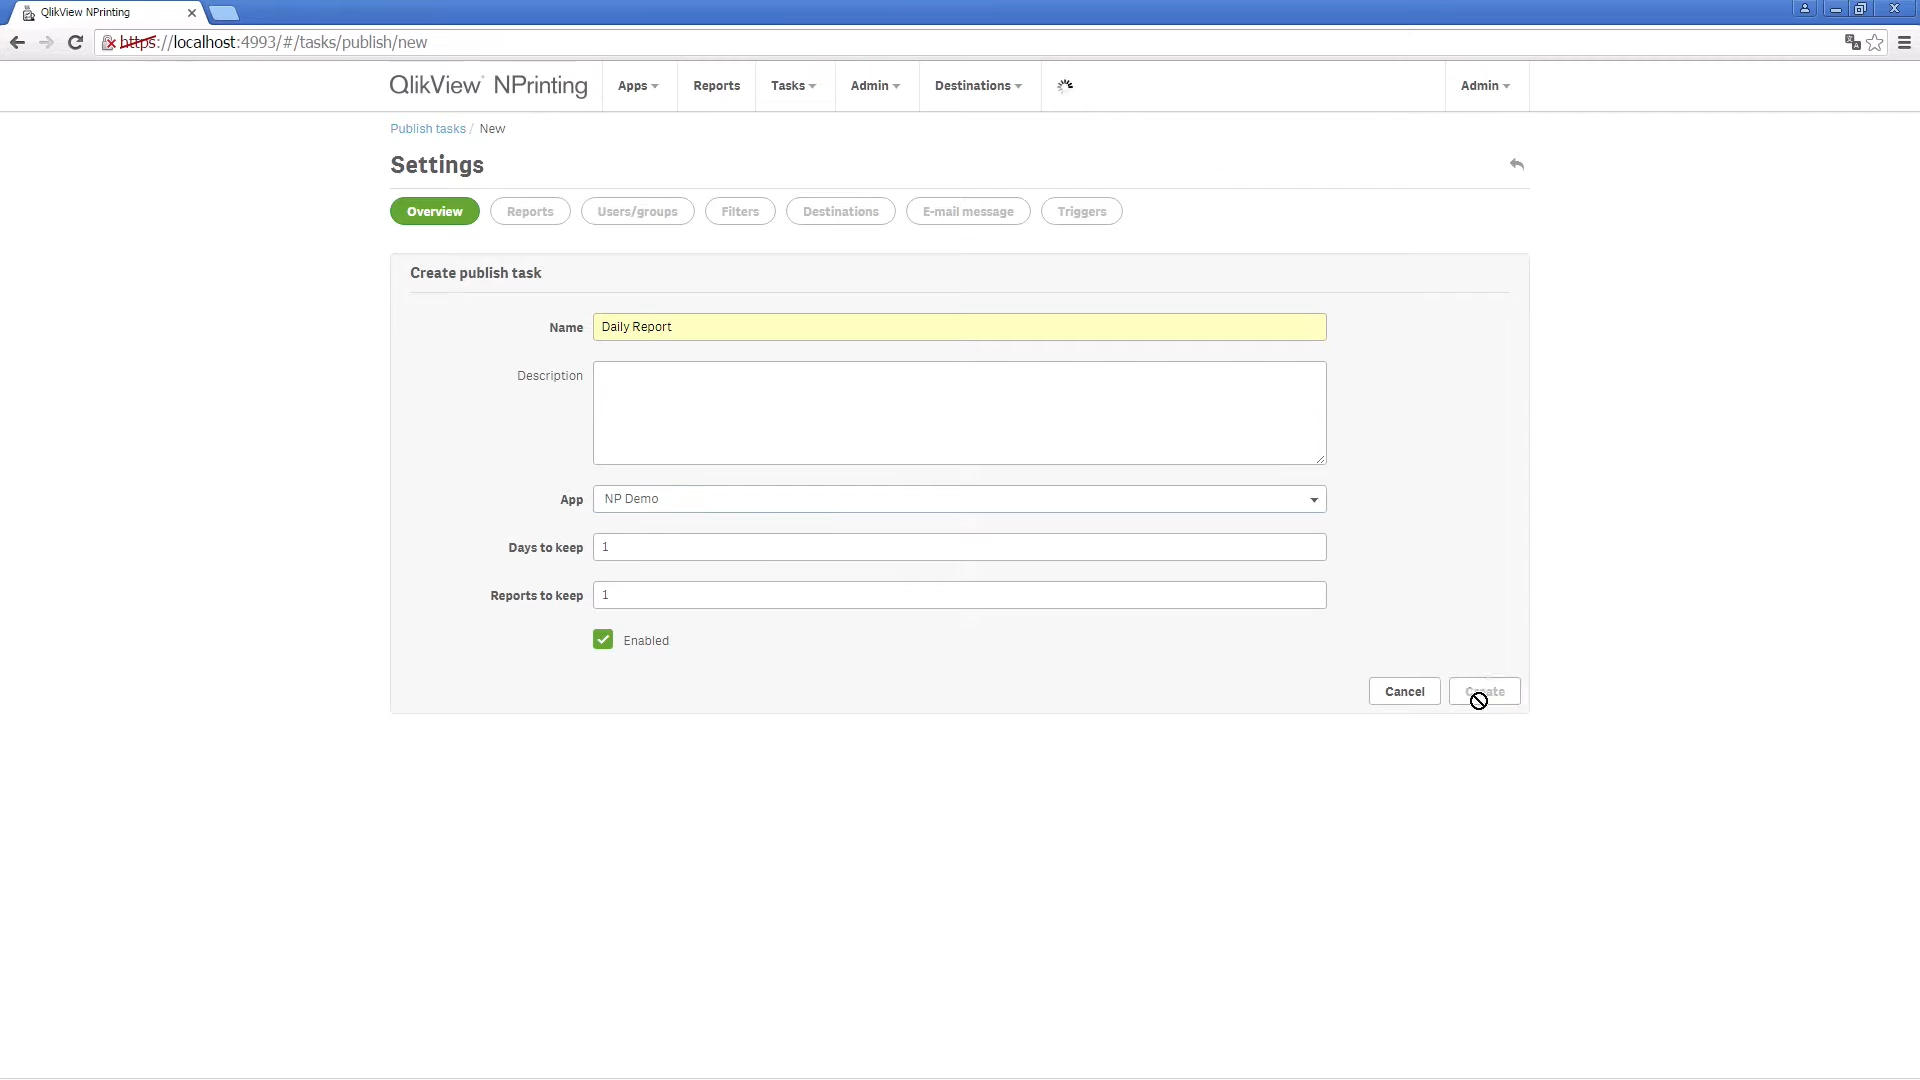 QlikView NPrinting
https://localhost:4993/#/tasks/publish/new
QlikView NPrinting Apps Reports Tasks Admin Destinations Admin
Publish tasks / New
Settings
Overview Reports Users/groups Filters Destinations E-mail message Triggers
Create publish task
Name Daily Report
Description
App NP Demo
Days to keep 1
Reports to keep 1
Enabled
Cancel Create